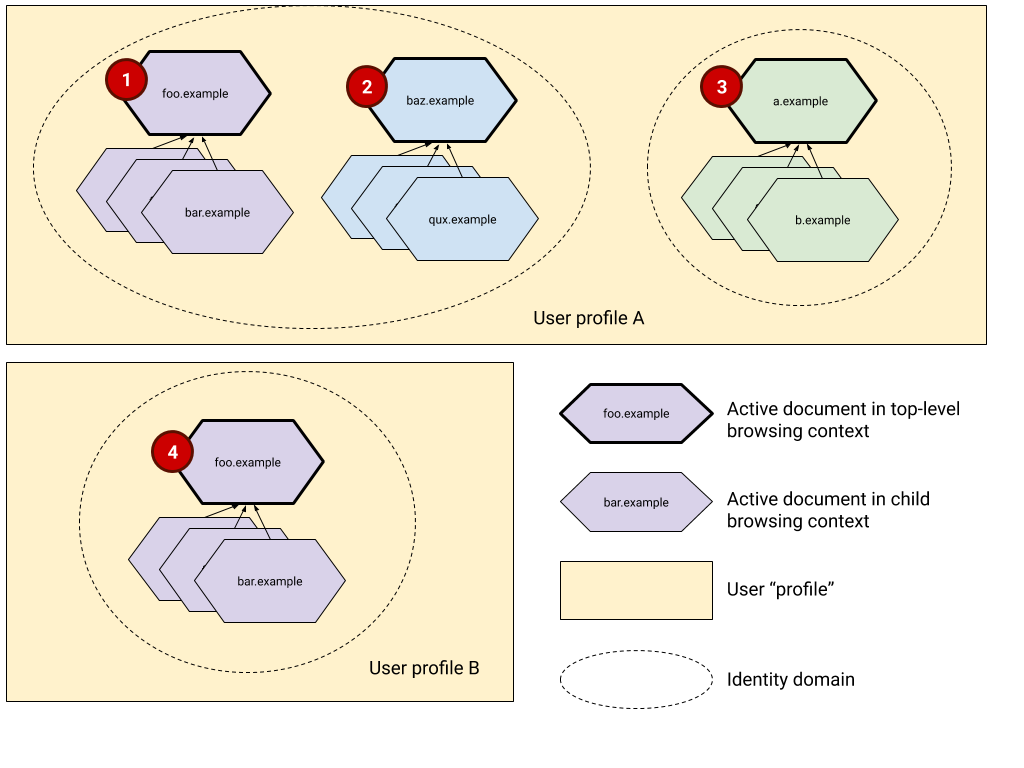 1
foo.example
2
baz.example
3
a.example
bar.example
qux.example
b.example
User profile A
4
foo.example
bar.example
User profile B
foo.example
Active document in top-level
browsing context
bar.example
Active document in child
browsing context
User “profile”
Identity domain